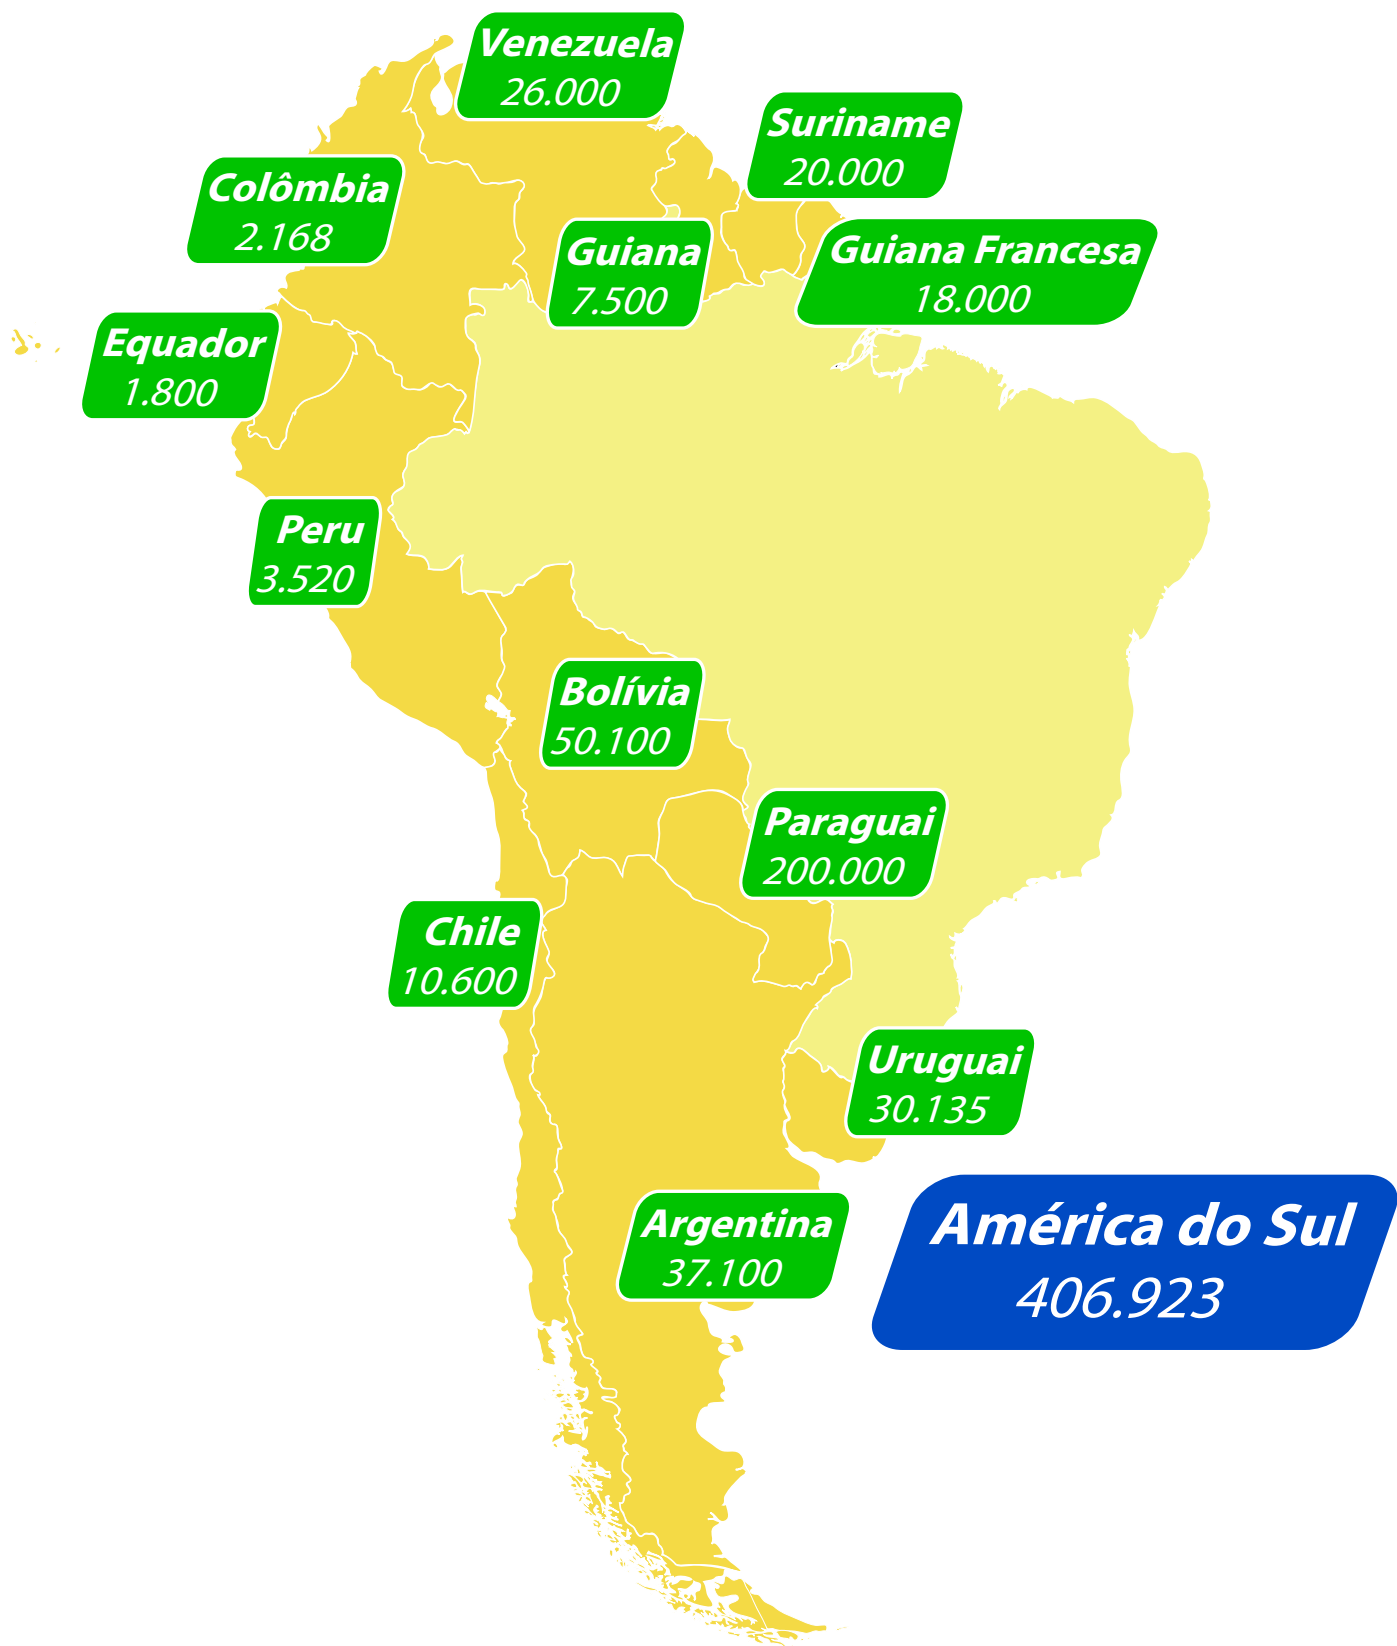 Venezuela
26.000
Suriname
20.000
Colômbia
2.168
Guiana
7.500
Guiana Francesa
18.000
Equador
1.800
Peru
3.520
Bolívia
50.100
Paraguai
200.000
Chile
10.600
Uruguai
30.135
Argentina
37.100
América do Sul
406.923